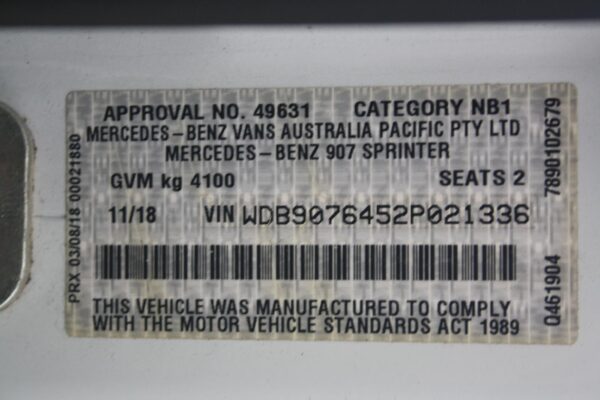 APPROVAL NO. 49631 CATEGORY NB1
MERCEDES-BENZ VANS AUSTRALIA PACIFIC PTY LTD
MERCEDES-BENZ 907 SPRINTER
GVM kg 4100 SEATS 2
11/18 VIN WDB9076452P021336
THIS VEHICLE WAS MANUFACTURED TO COMPLY
WITH THE MOTOR VEHICLE STANDARDS ACT 1989
PRX 03/08/18 00021880
Q461904 7890102679